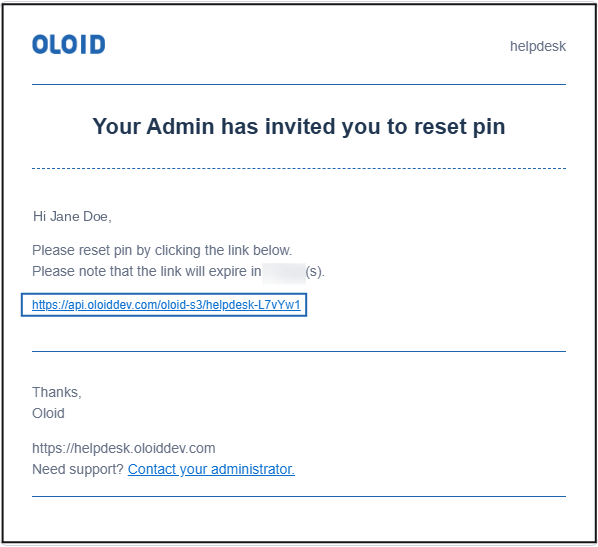 OLOID
helpdesk
Your Admin has invited you to reset pin
Hi Jane Doe,
Please reset pin by clicking the link below.
Please note that the link will expire in (s).
https://api.oloiddev.com/oloid-s3/helpdesk-L7vYw1
Thanks,
Oloid
https://helpdesk.oloiddev.com
Need support? Contact your administrator.